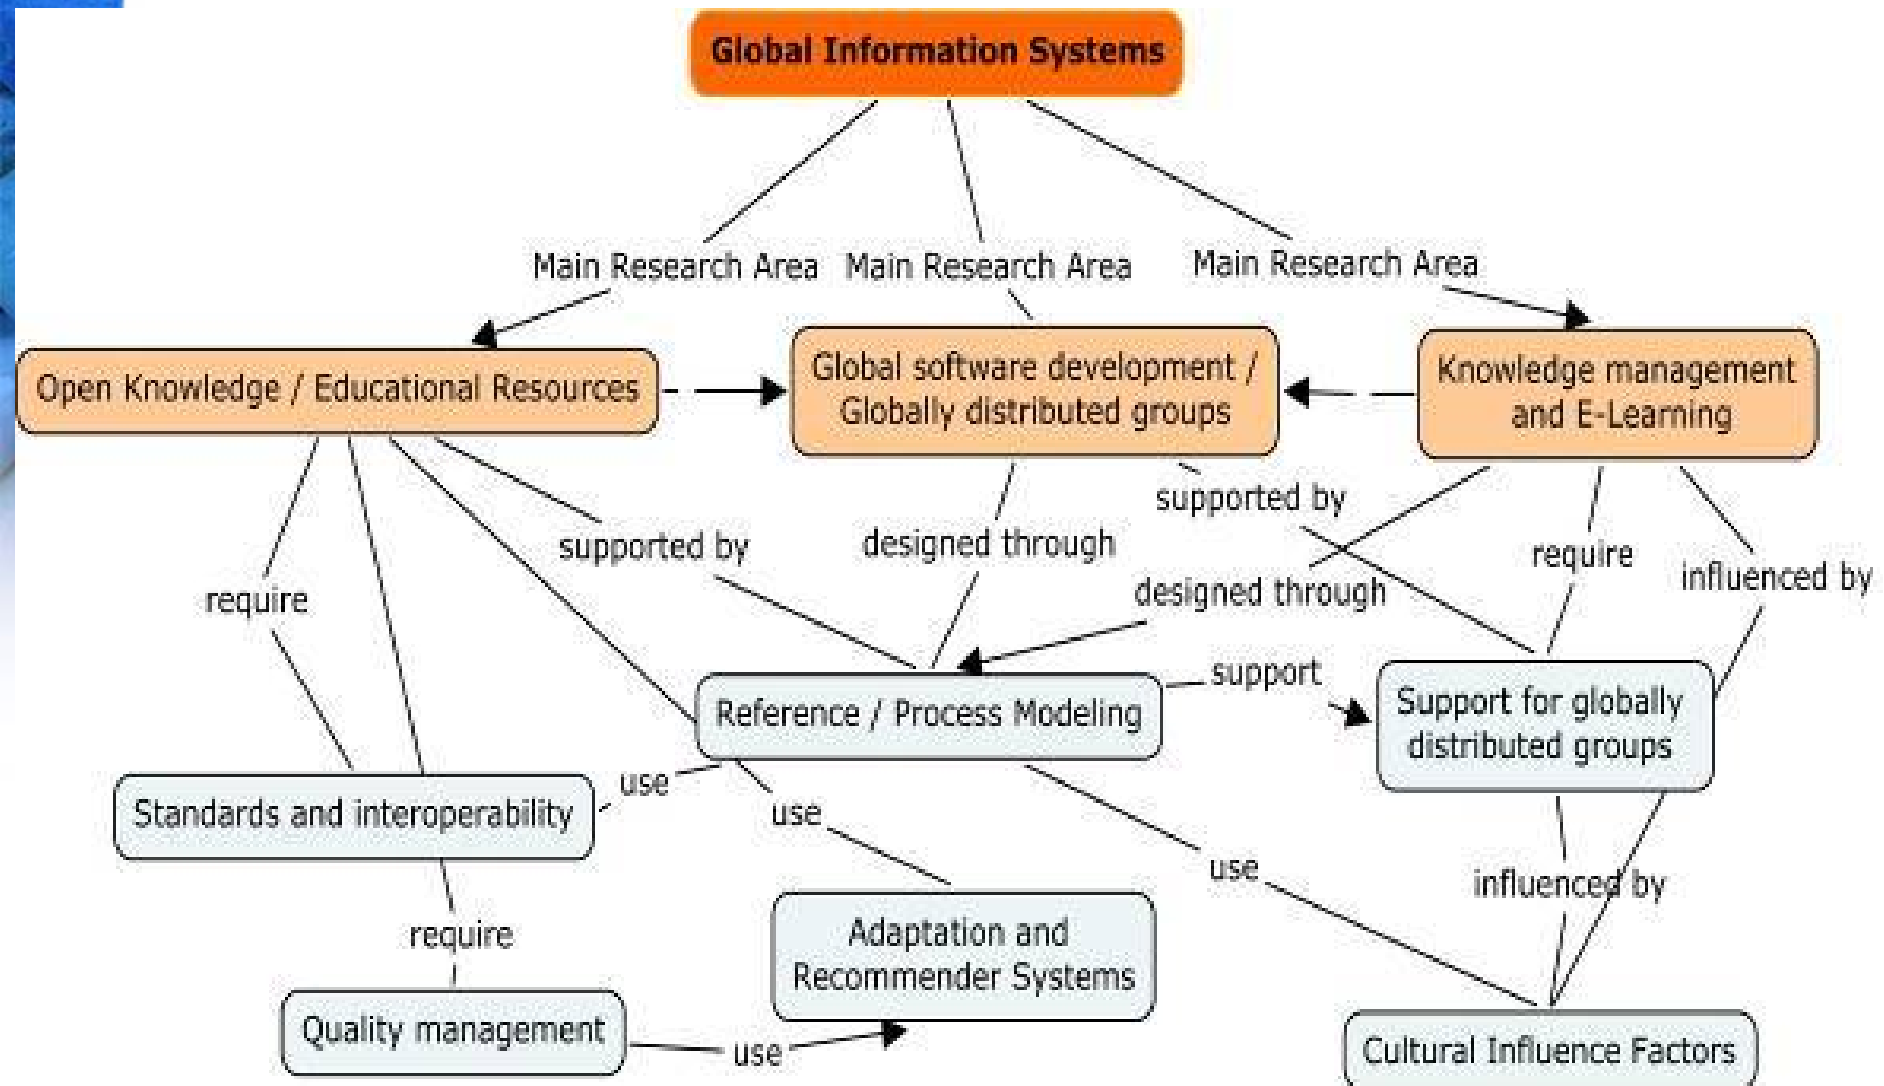 Global Information Systems
Main Research Area
Main Research Area
Main Research Area
Open Knowledge / Educational Resources
Global software development /
Globally distributed groups
Knowledge management
and E-Learning
supported by
supported by
designed through
require
influenced by
designed through
require
support
Reference / Process Modeling
Support for globally
distributed groups
use
Standards and interoperability
use
use
influenced by
require
Adaptation and
Recommender Systems
Quality management
use
Cultural Influence Factors